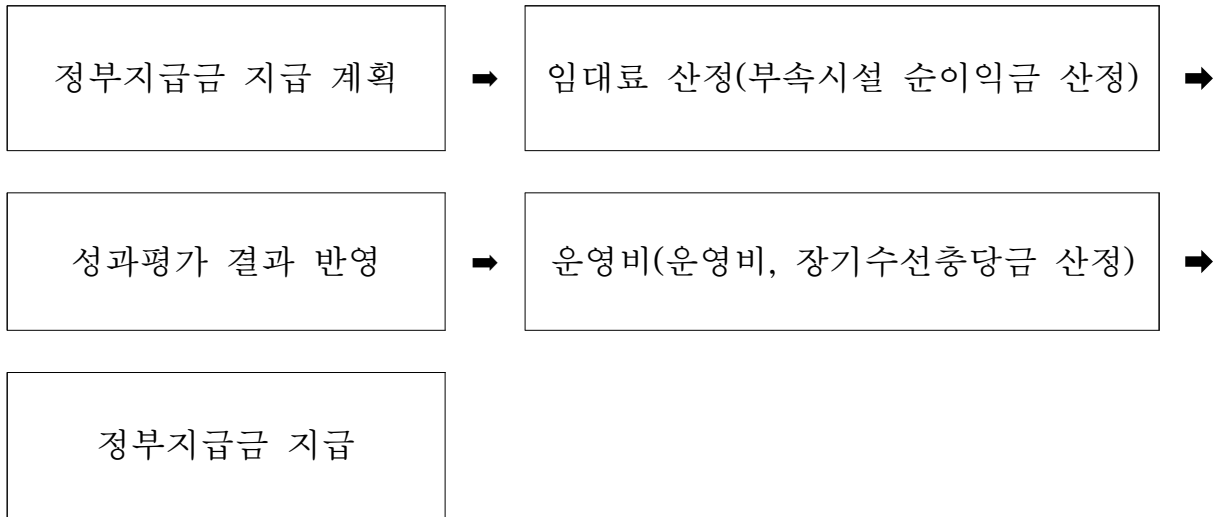 정부지급금 지급 계획 ➡ 임대료 산정(부속시설 순이익금 산정) ➡
성과평가 결과 반영 ➡ 운영비(운영비, 장기수선충당금 산정) ➡
정부지급금 지급